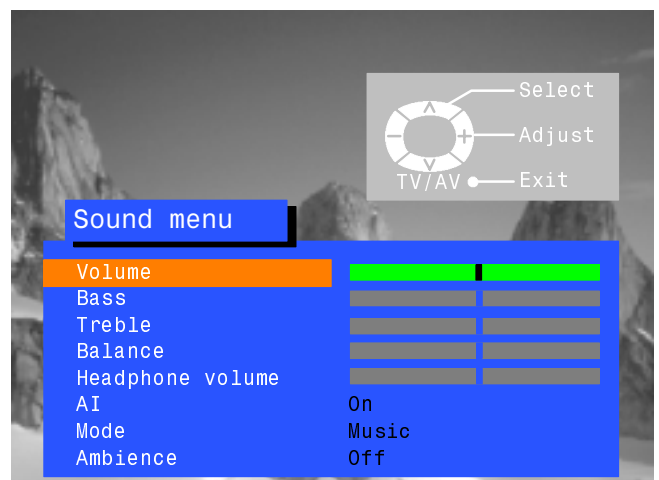 Select
Adjust
TV/AV Exit
Sound menu
Volume
Bass
Treble
Balance
Headphone volume
AI On
Mode Music
Ambience Off